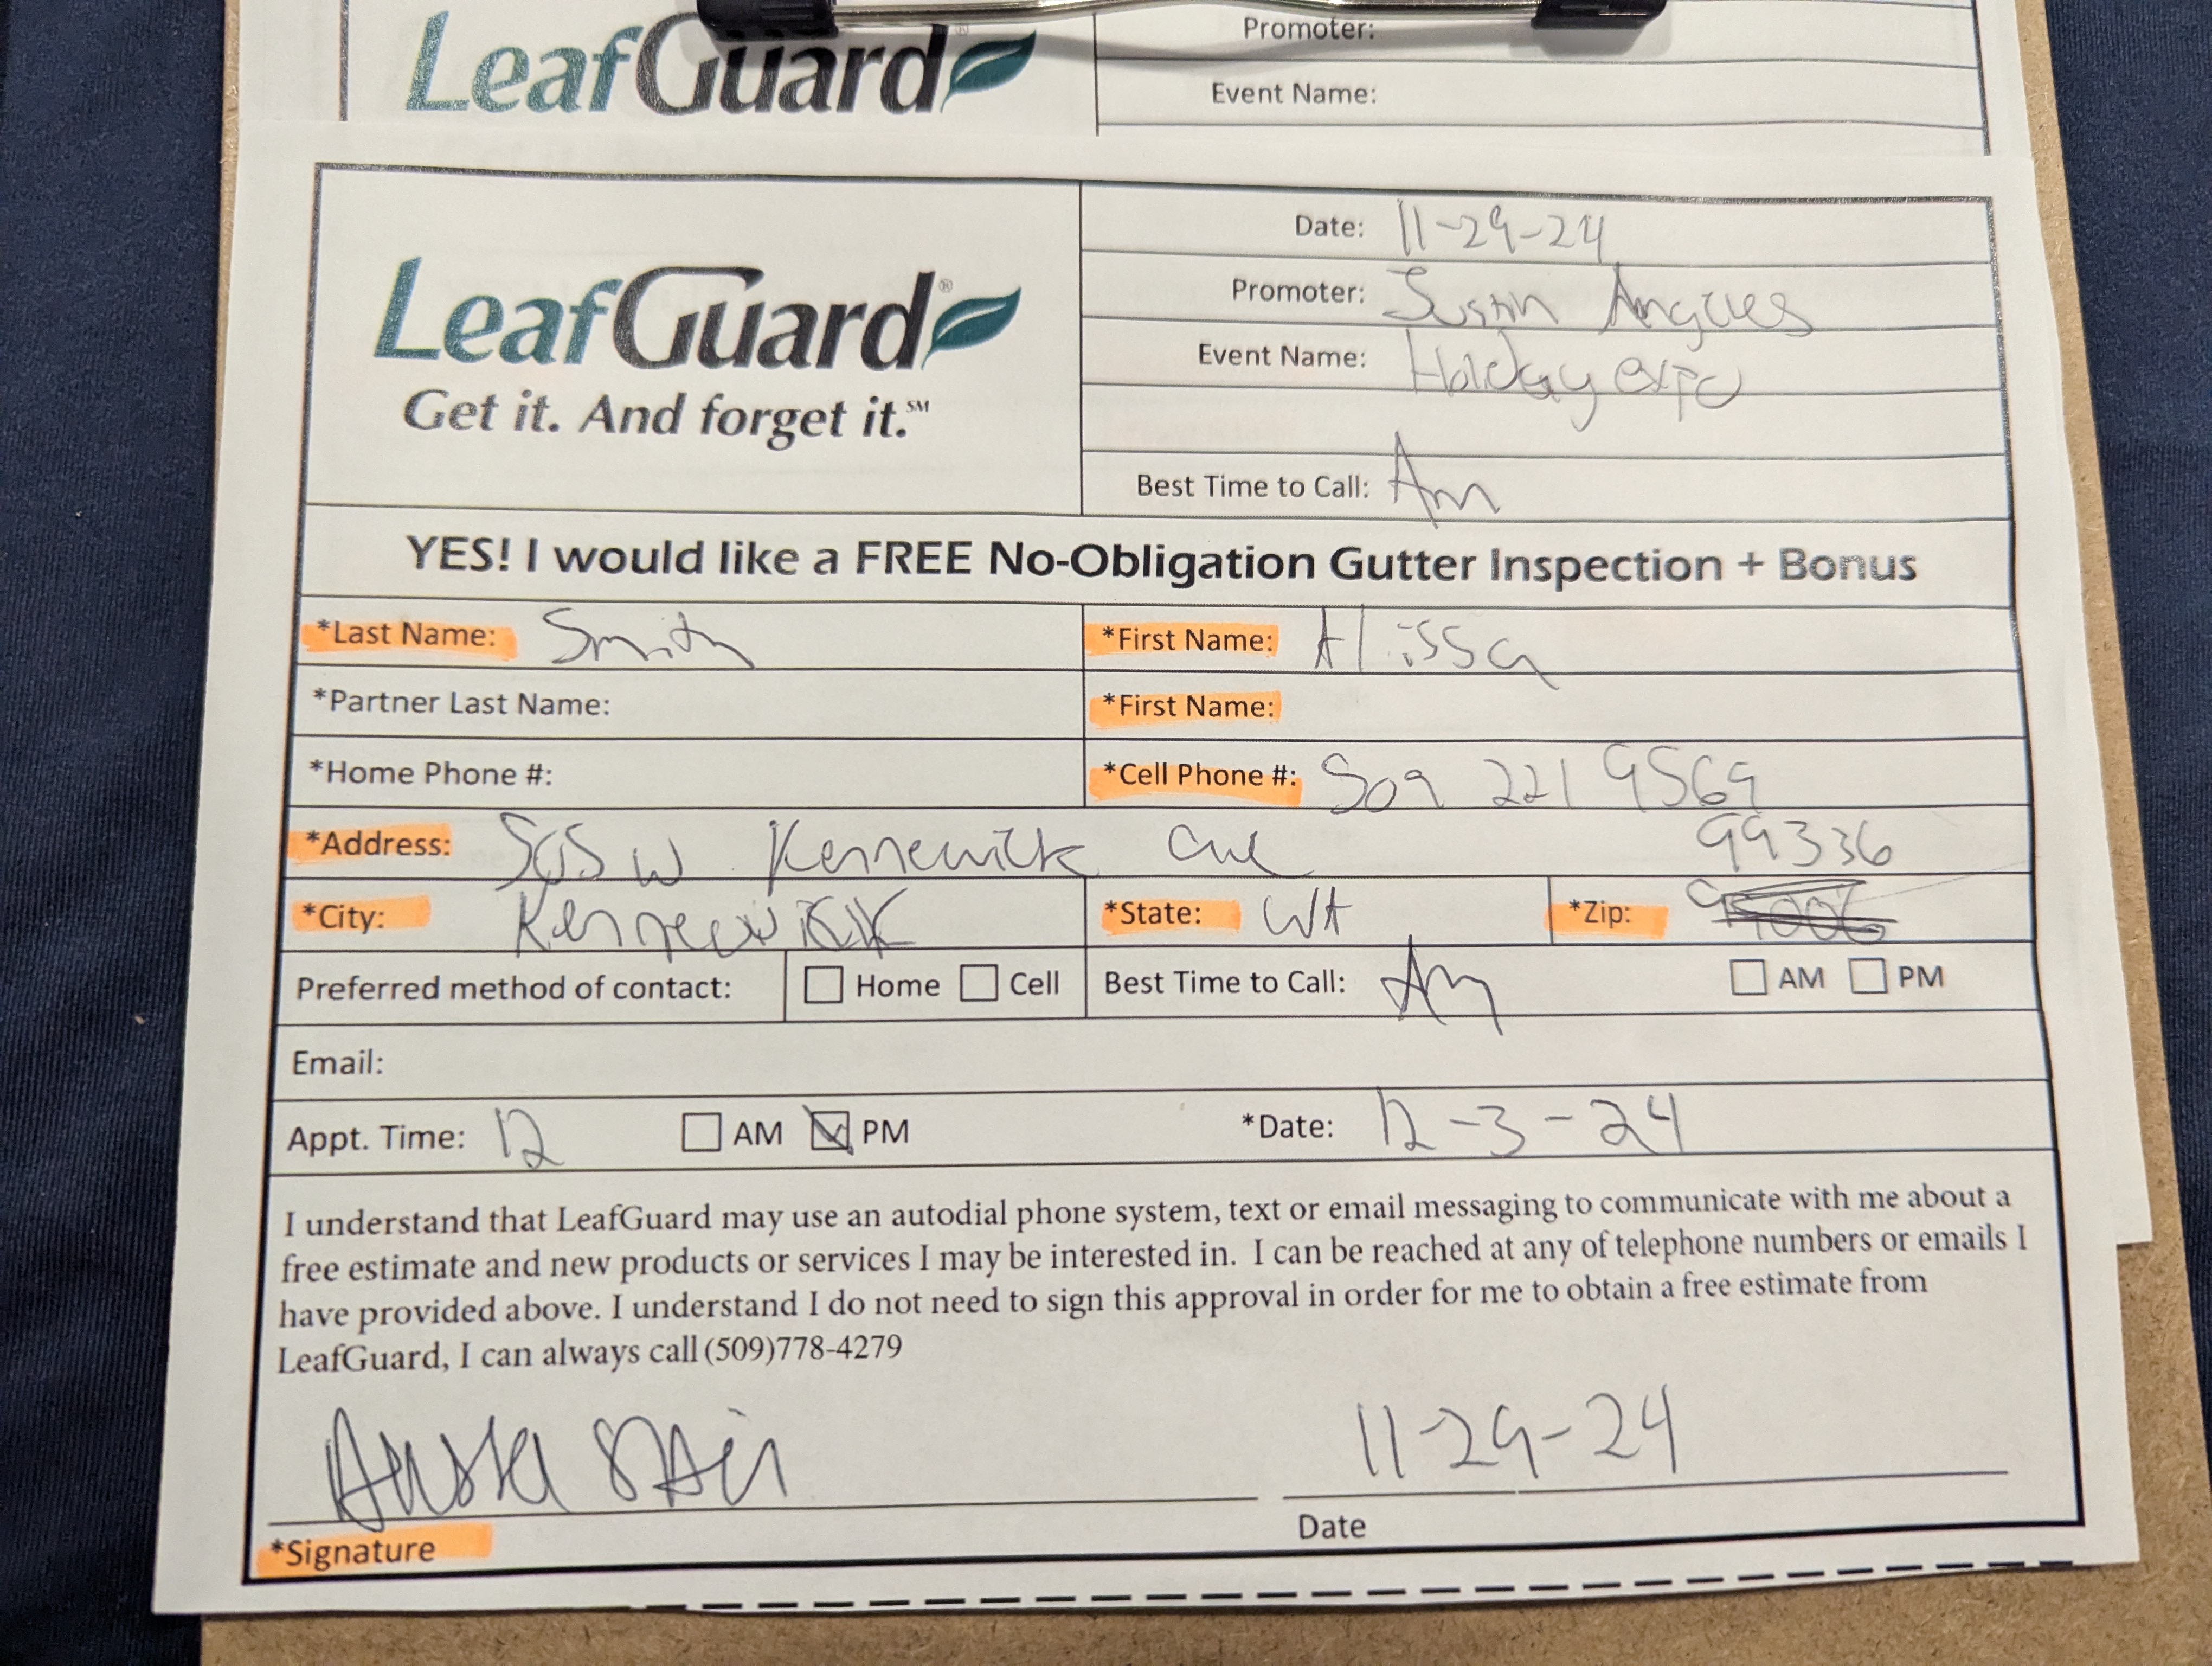 LeafGuard®
Promoter:
Event Name:
LeafGuard®
Get it. And forget it.℠
Date: 11-29-24
Promoter: Justin
Event Name: Holiday expo
Best Time to Call: Am
YES! I would like a FREE No-Obligation Gutter Inspection + Bonus
*Last Name: Smith *First Name: Alissa
*Partner Last Name: *First Name:
*Home Phone #: *Cell Phone #: 509 221 9569
*Address: W Kennewick ave 99336
*City: Kennewick *State: WA *Zip:
Preferred method of contact: Home Cell Best Time to Call: Am AM PM
Email:
Appt. Time: 12 AM PM *Date: 12-3-24
I understand that LeafGuard may use an autodial phone system, text or email messaging to communicate with me about a
free estimate and new products or services I may be interested in. I can be reached at any of telephone numbers or emails I
have provided above. I understand I do not need to sign this approval in order for me to obtain a free estimate from
LeafGuard, I can always call (509)778-4279
11-29-24
*Signature Date